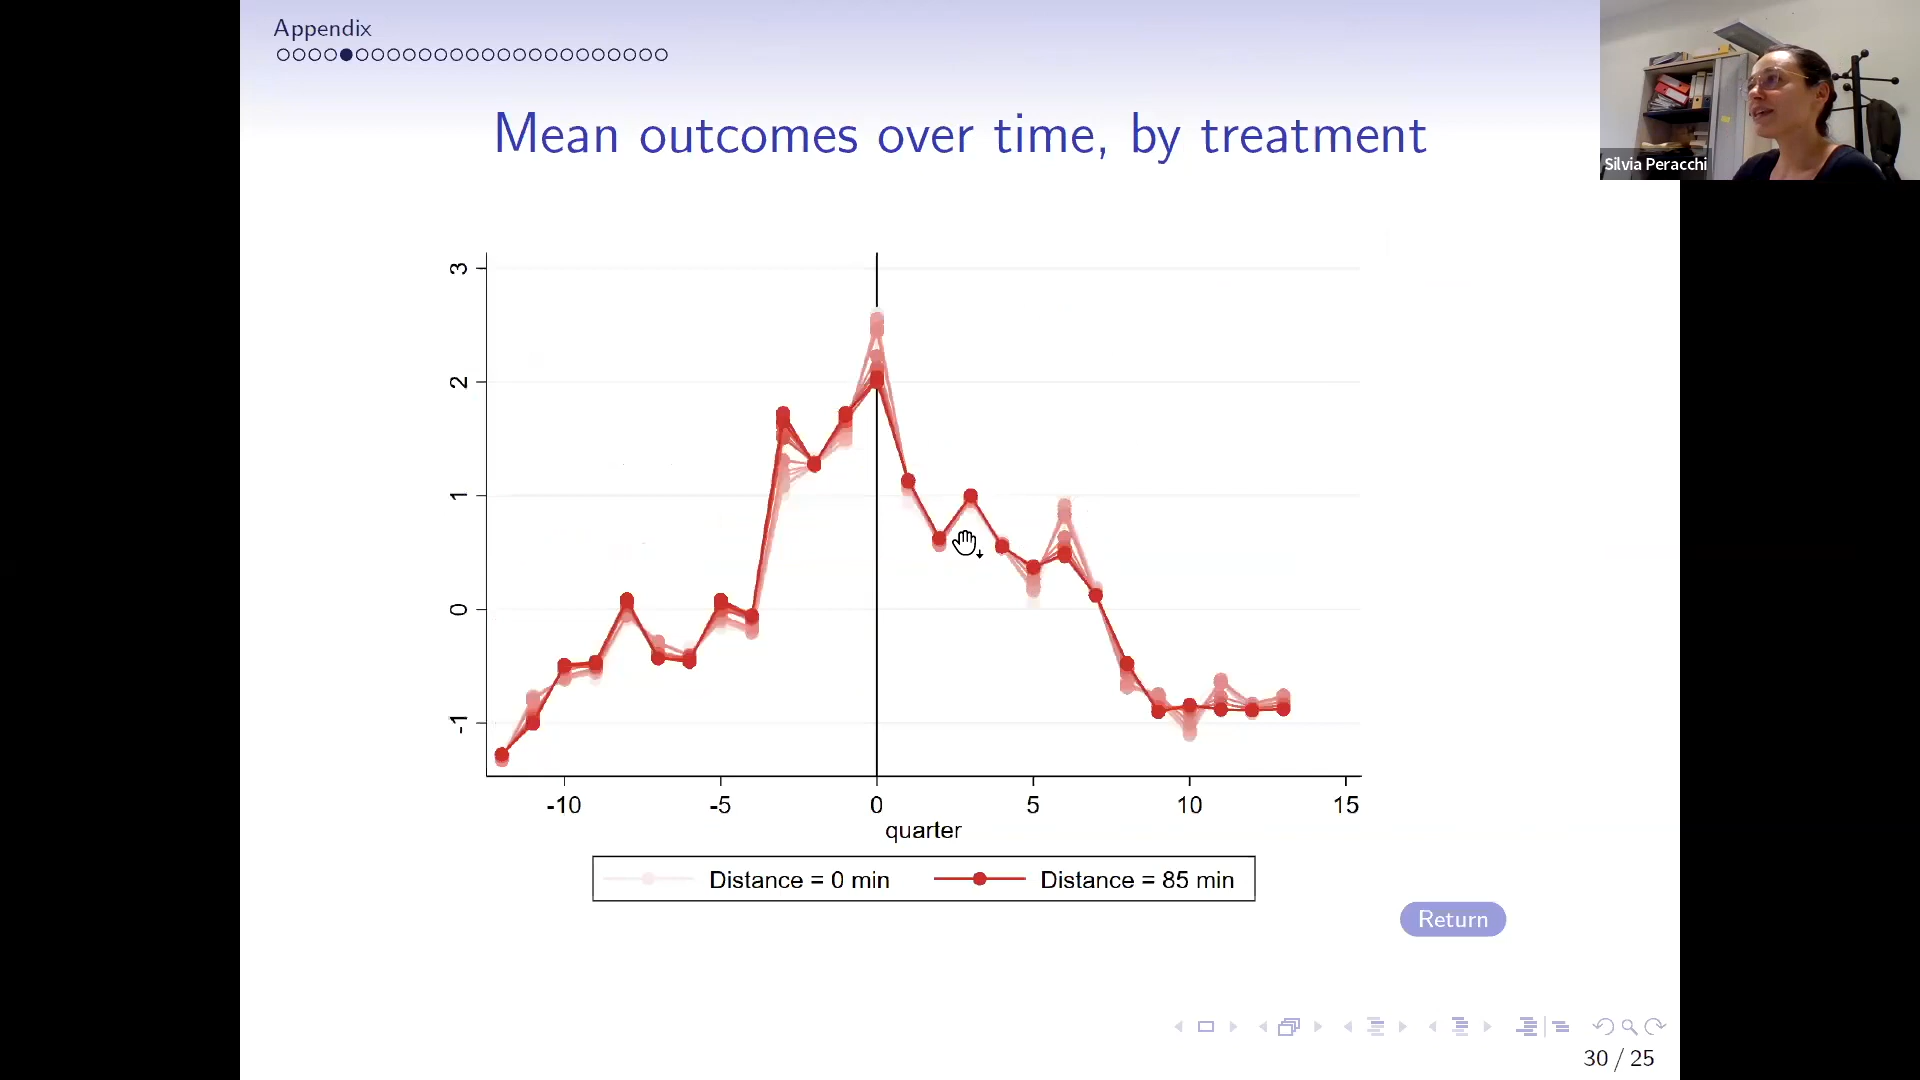 Appendix
Silvia Peracchi
Mean outcomes over time, by treatment
3
2
1
0
-1
-10 -5 0 5 10 15
quarter
Distance = 0 min Distance = 85 min
Return
30 / 25